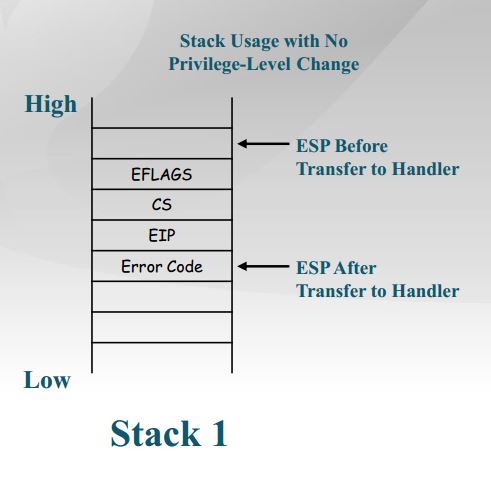 Stack Usage with No
Privilege-Level Change
High
ESP Before
Transfer to Handler
EFLAGS
CS
EIP
Error Code
ESP After
Transfer to Handler
Low
Stack 1